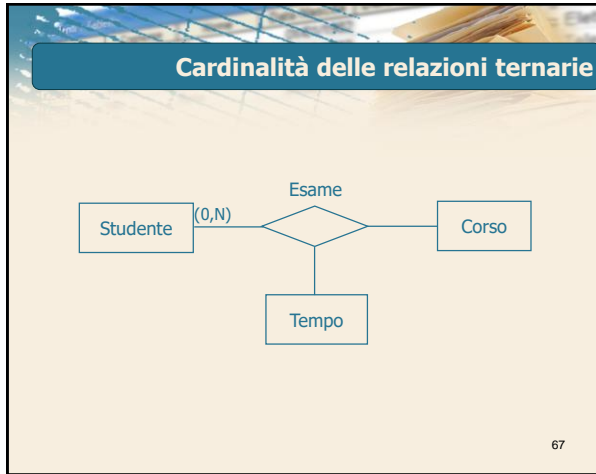 Cardinalità delle relazioni ternarie
Esame
Studente
(0,N)
Corso
Tempo
67